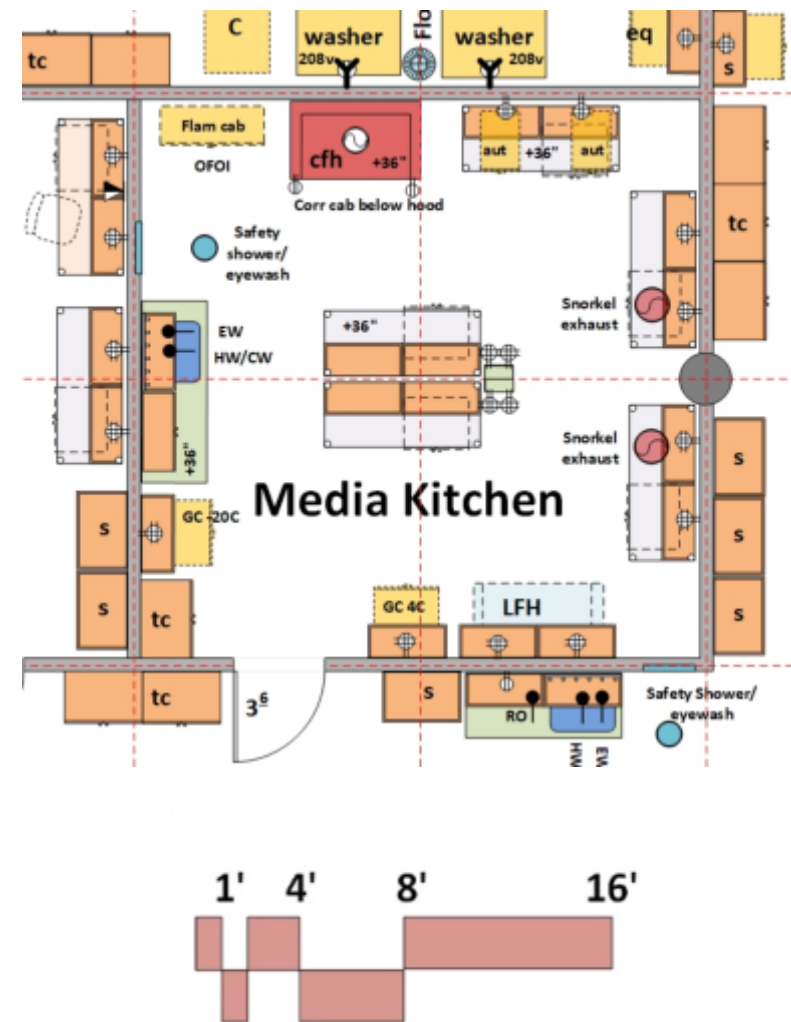 C
washer
208v
Flo
washer
208v
eq
s
tc
Flam cab
OFOI
cfh
+36"
Corr cab below hood
aut
+36"
aut
tc
Safety
shower/
eyewash
EW
HW/CW
+36"
+36"
Snorkel
exhaust
Snorkel
exhaust
Media Kitchen
GC -20C
s
s
tc
s
s
s
GC 4C
LFH
tc
3 6
s
RO
HW
EW
Safety Shower/
eyewash
1' 4' 8' 16'